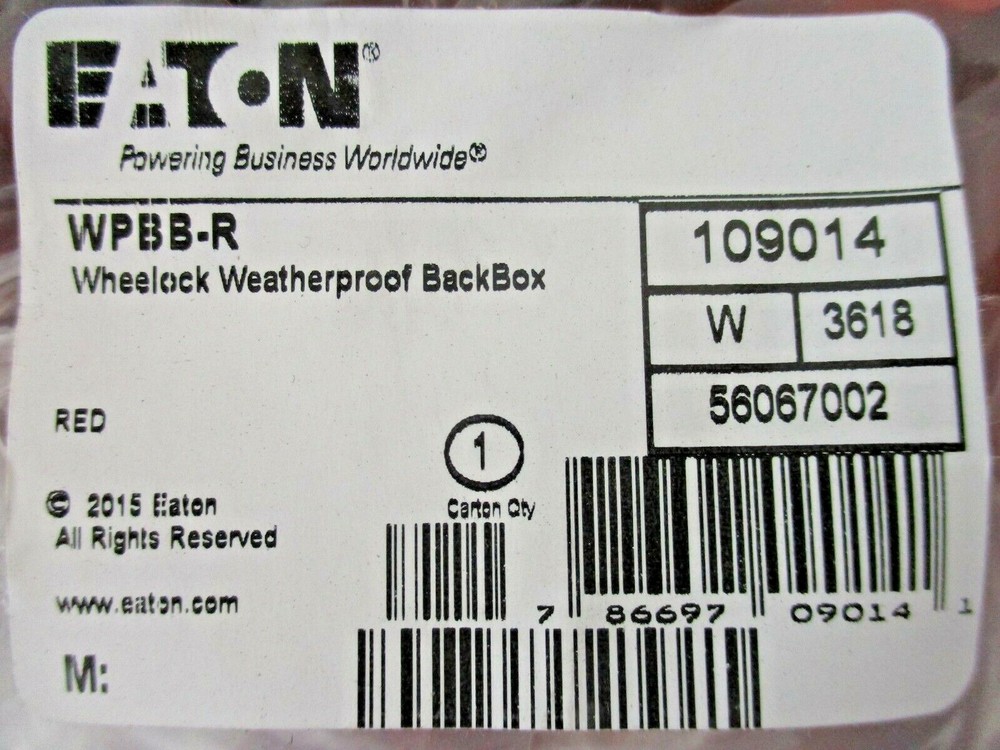 EATON®
Powering Business Worldwide®
WPBB-R
Wheelock Weatherproof BackBox
109014
W 3618
56067002
RED
1
Carton Qty
© 2015 Eaton
All Rights Reserved
www.eaton.com
7 86697 09014 1
M: